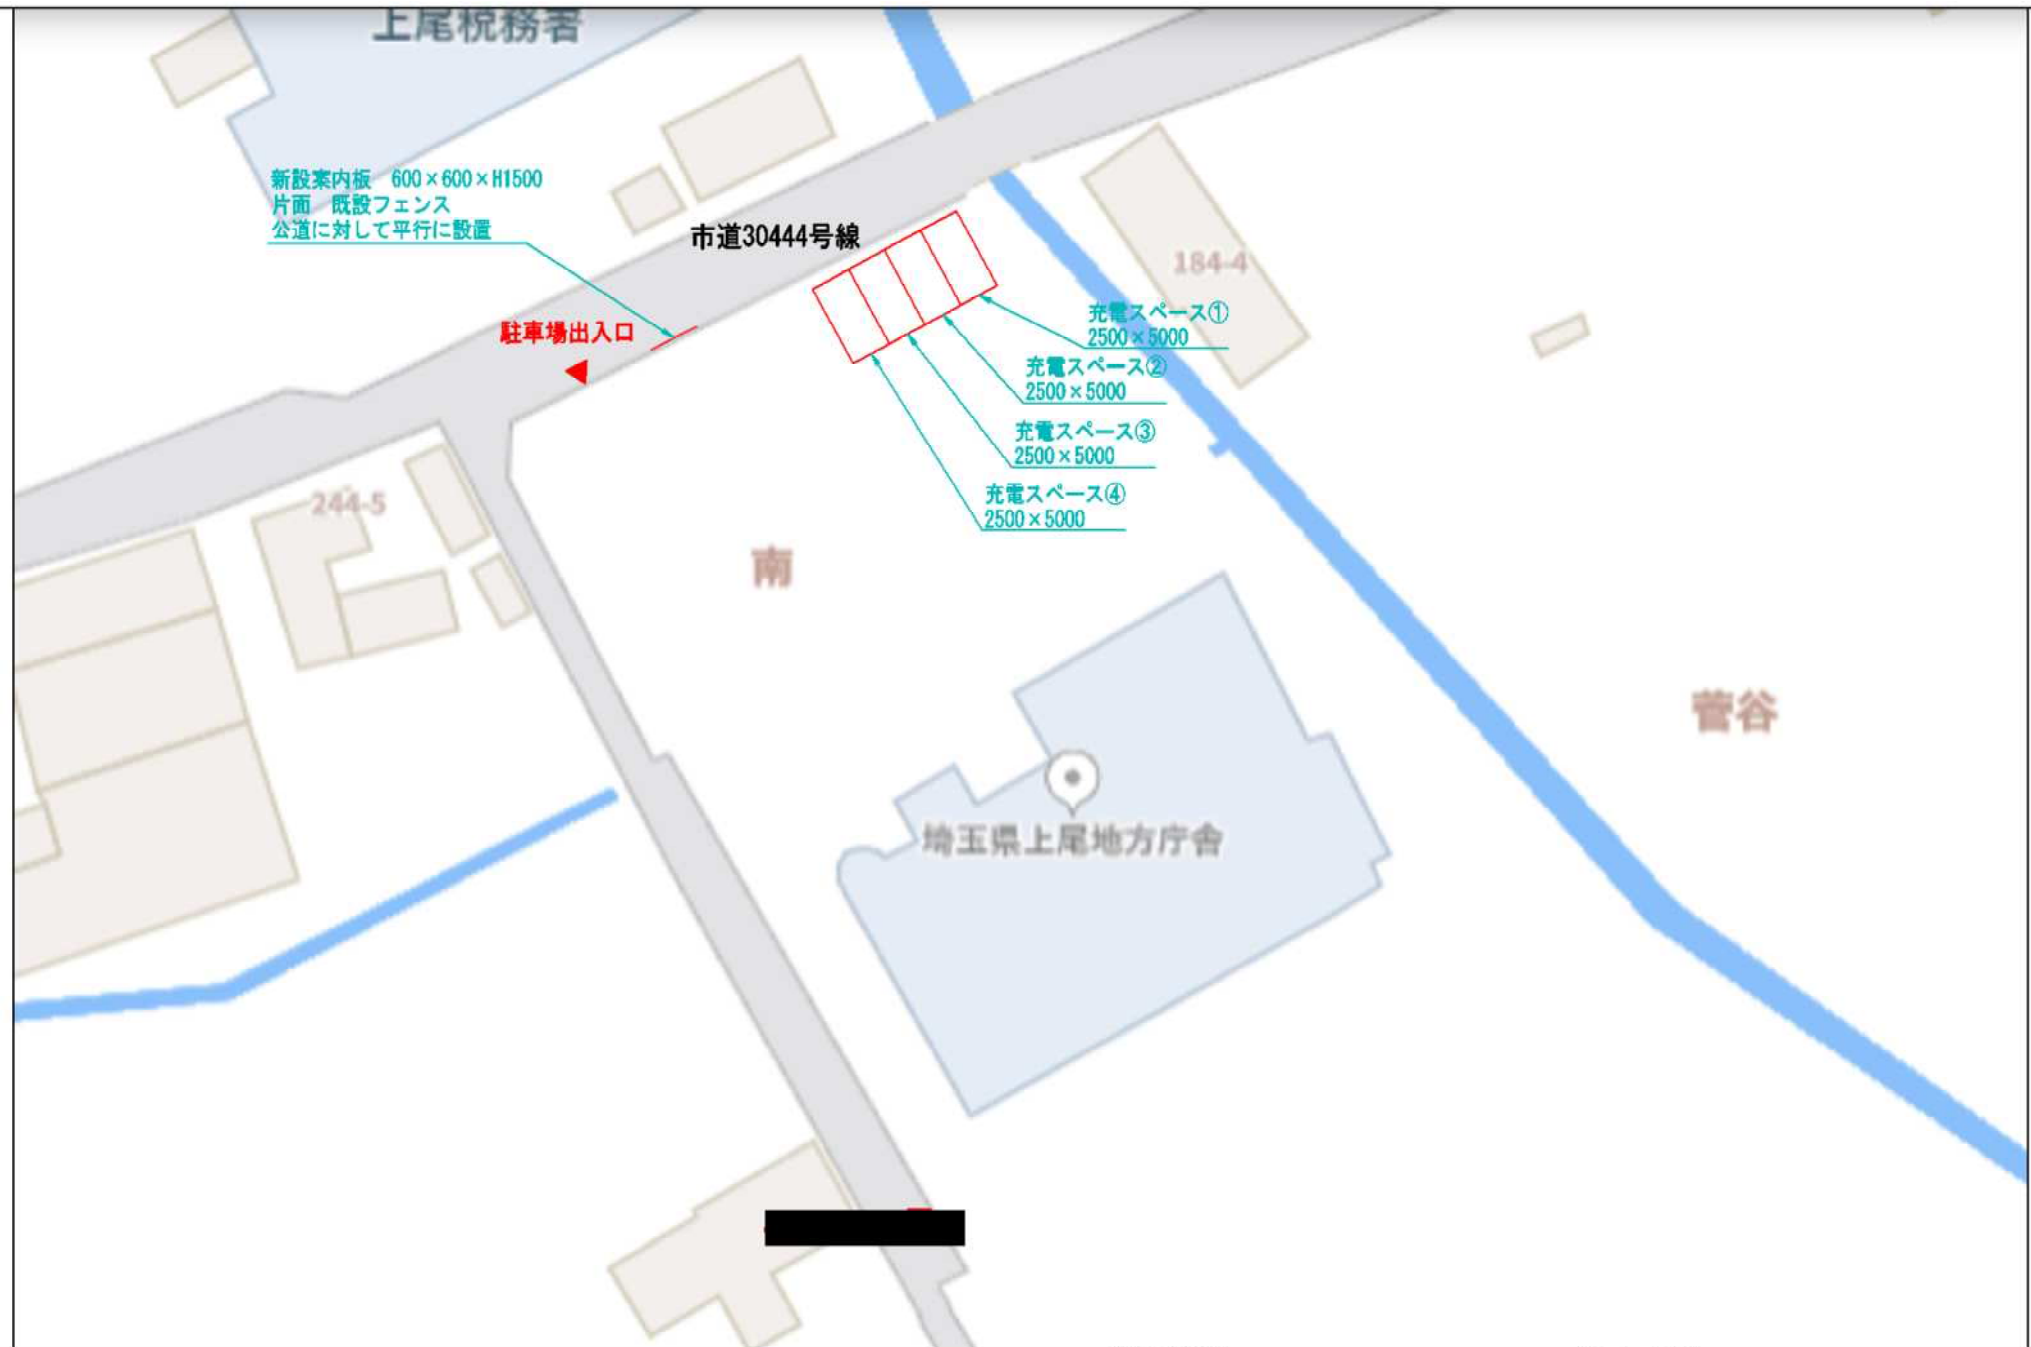 上尾税務署
新設案内板　600×600×H1500
片面　既設フェンス
公道に対して平行に設置
市道30444号線
184-4
充電スペース①
2500×5000
駐車場出入口
充電スペース②
2500×5000
充電スペース③
2500×5000
244-5
充電スペース④
2500×5000
南
菅谷
埼玉県上尾地方庁舎